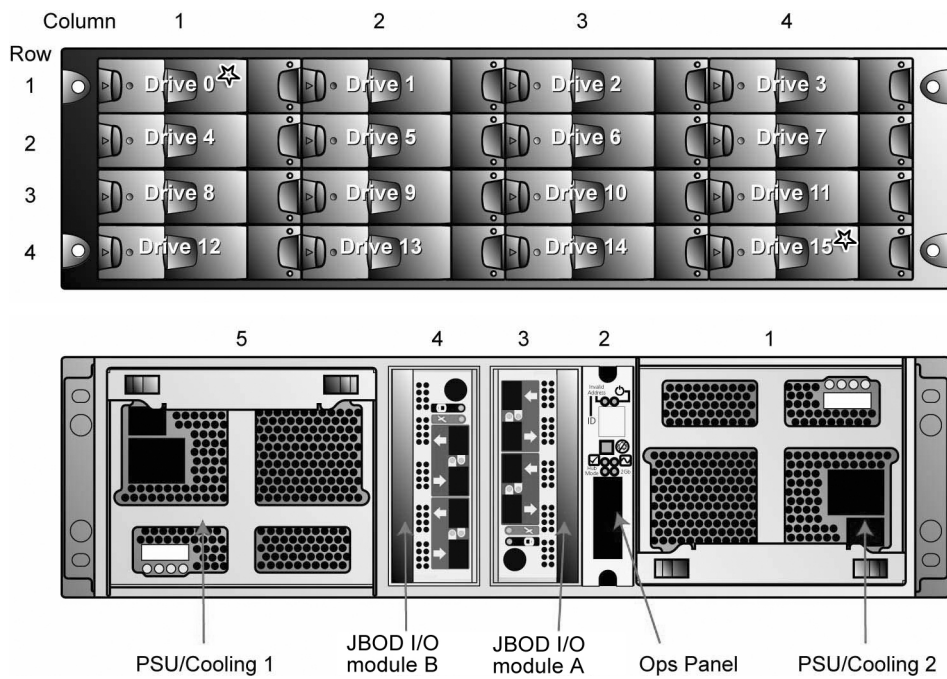 Column 1 2 3 4
Row
1 Drive 0 Drive 1 Drive 2 Drive 3
2 Drive 4 Drive 5 Drive 6 Drive 7
3 Drive 8 Drive 9 Drive 10 Drive 11
4 Drive 12 Drive 13 Drive 14 Drive 15
5 4 3 2 1
Invalid
Address
ID
Hub
Mode
2Gb
PSU/Cooling 1
JBOD I/O
module B
JBOD I/O
module A
Ops Panel
PSU/Cooling 2